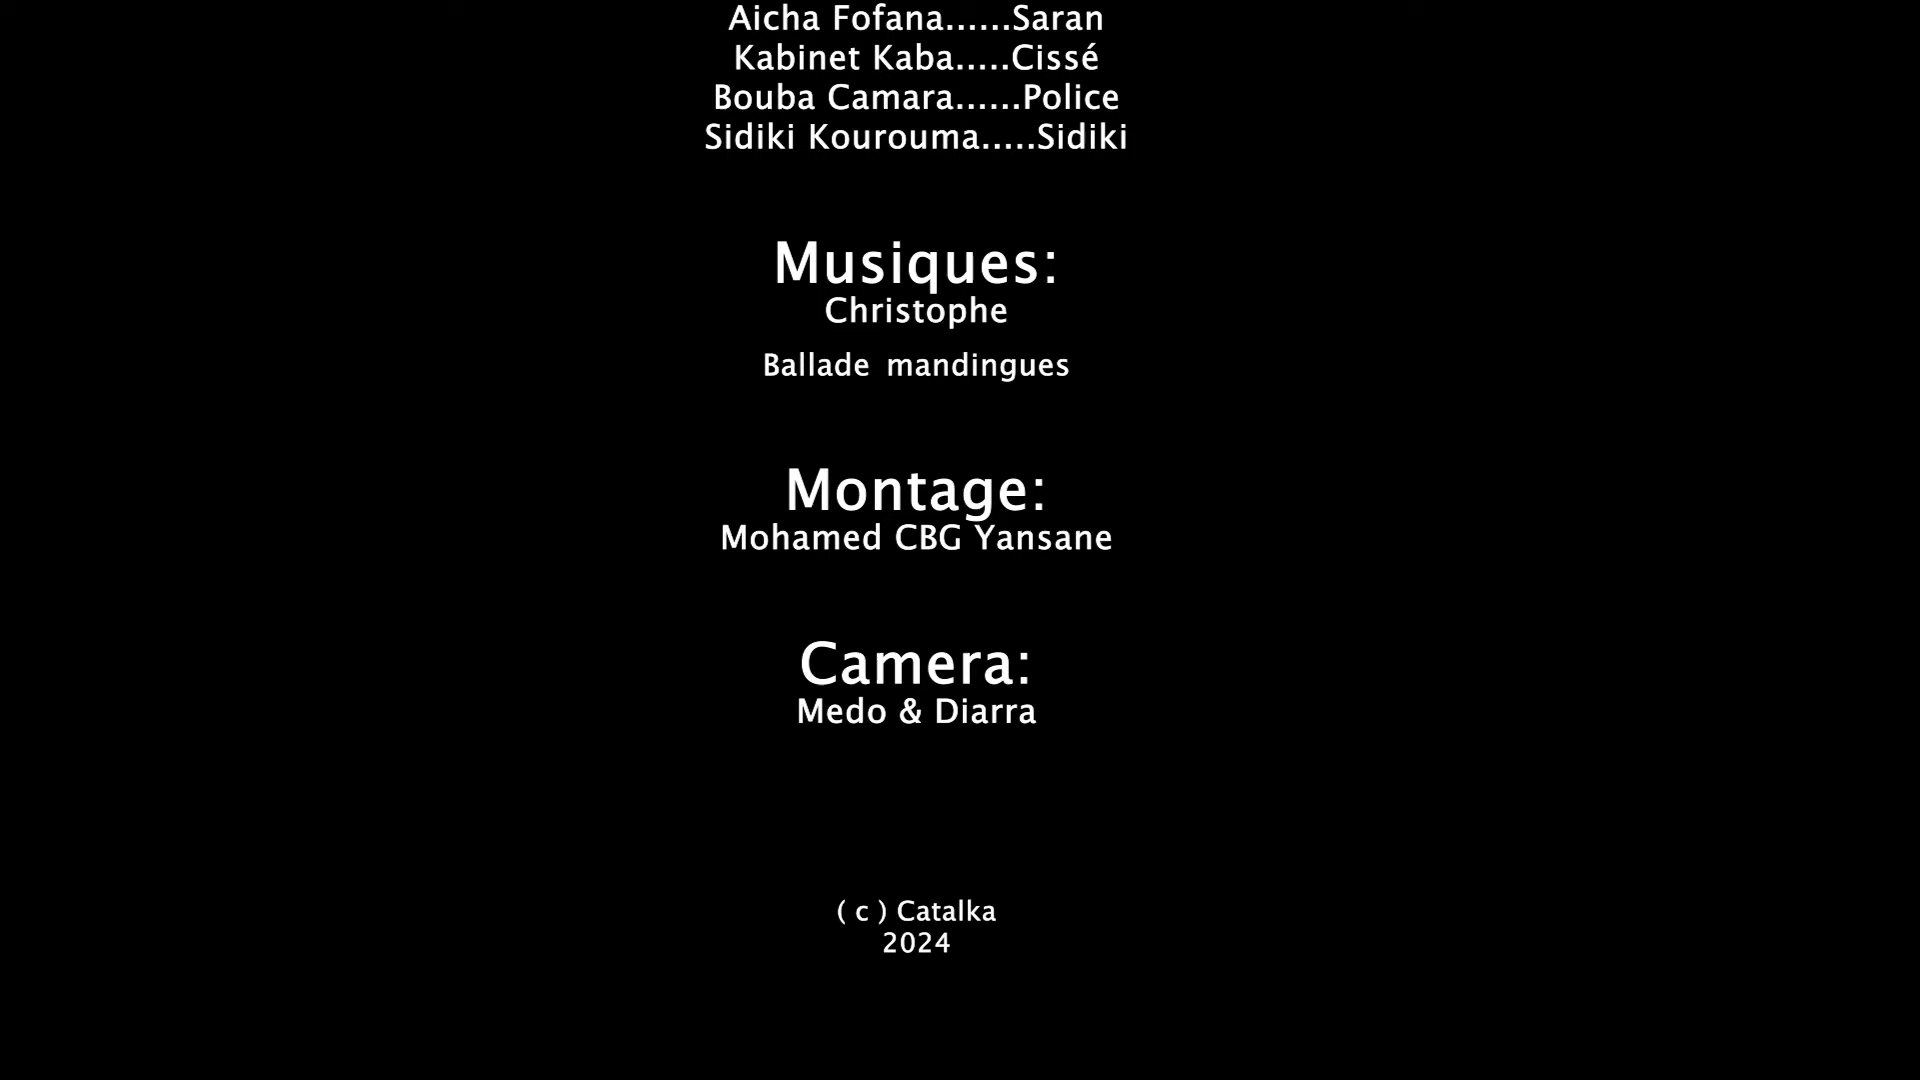 Aicha Fofana......Saran
Kabinet Kaba.....Cissé
Bouba Camara......Police
Sidiki Kourouma.....Sidiki
Musiques:
Christophe
Ballade mandingues
Montage:
Mohamed CBG Yansane
Camera:
Medo & Diarra
( c ) Catalka
2024